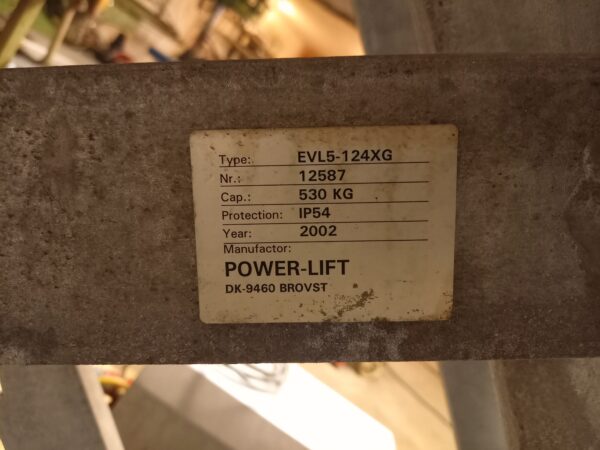 Type: EVL5-124XG
Nr.: 12587
Cap.: 530 KG
Protection: IP54
Year: 2002
Manufactor:
POWER-LIFT
DK-9460 BROVST